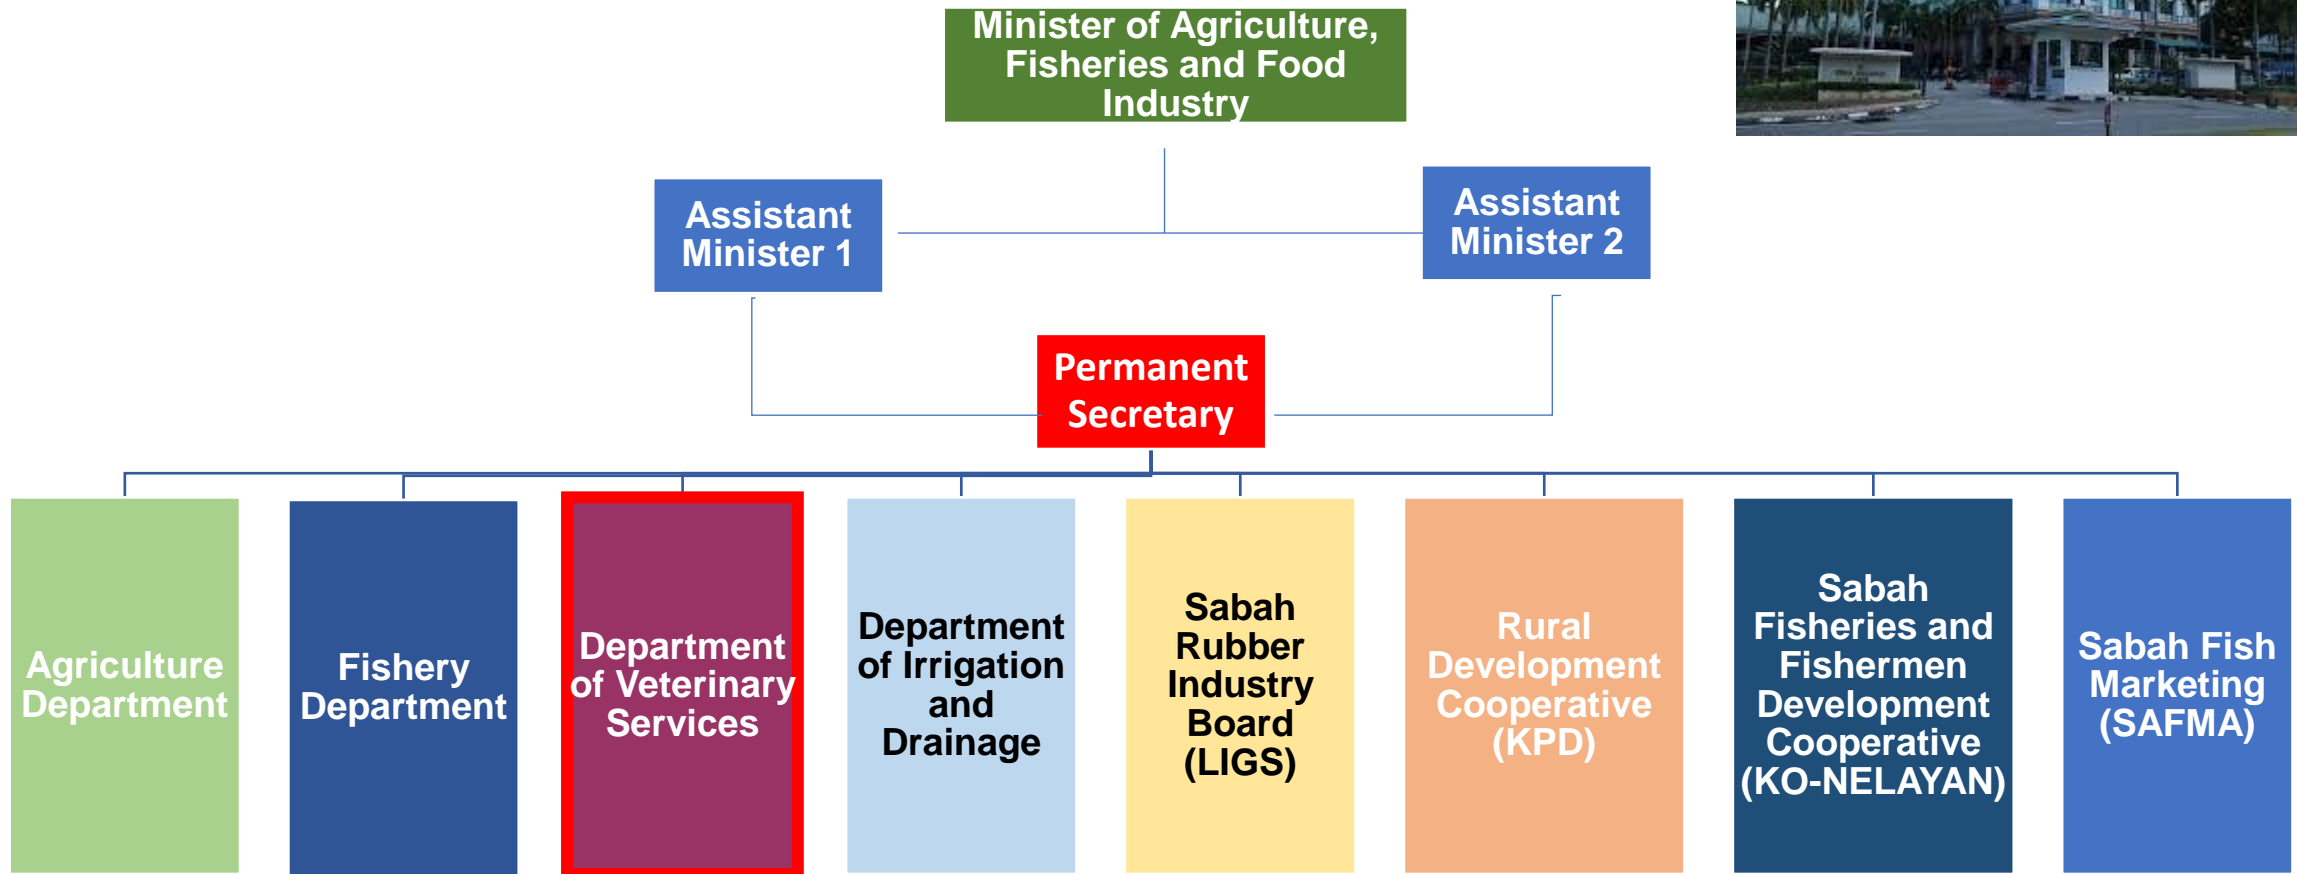 Minister of Agriculture,
Fisheries and Food
Industry
Assistant
Minister 1
Assistant
Minister 2
Permanent
Secretary
Agriculture
Department
Fishery
Department
Department
of Veterinary
Services
Department
of Irrigation
and
Drainage
Sabah
Rubber
Industry
Board
(LIGS)
Rural
Development
Cooperative
(KPD)
Sabah
Fisheries and
Fishermen
Development
Cooperative
(KO-NELAYAN)
Sabah Fish
Marketing
(SAFMA)